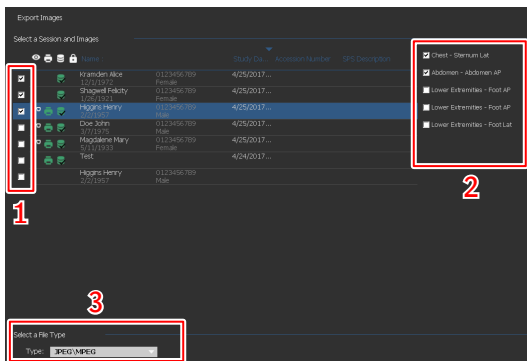 Export Images
Select a Session and Images
Name Study Da... Accession Number SPS Description
Kramden Alice 0123456789 4/25/2017...
12/1/1972 Female
Shagwell Felicity 0123456789 4/25/2017...
1/26/1921 Female
Higgins Henry 0123456789 4/25/2017...
2/2/1957 Male
Doe John 0123456789 4/25/2017...
3/7/1975 Male
Magdalene Mary 0123456789 4/25/2017...
5/11/1933 Female
Test 4/24/2017...
Higgins Henry 0123456789
2/2/1957 Male
1
Chest - Sternum Lat
Abdomen - Abdomen AP
Lower Extremities - Foot AP
Lower Extremities - Foot AP
Lower Extremities - Foot Lat
2
3
Select a File Type
Type: JPEG\MPEG